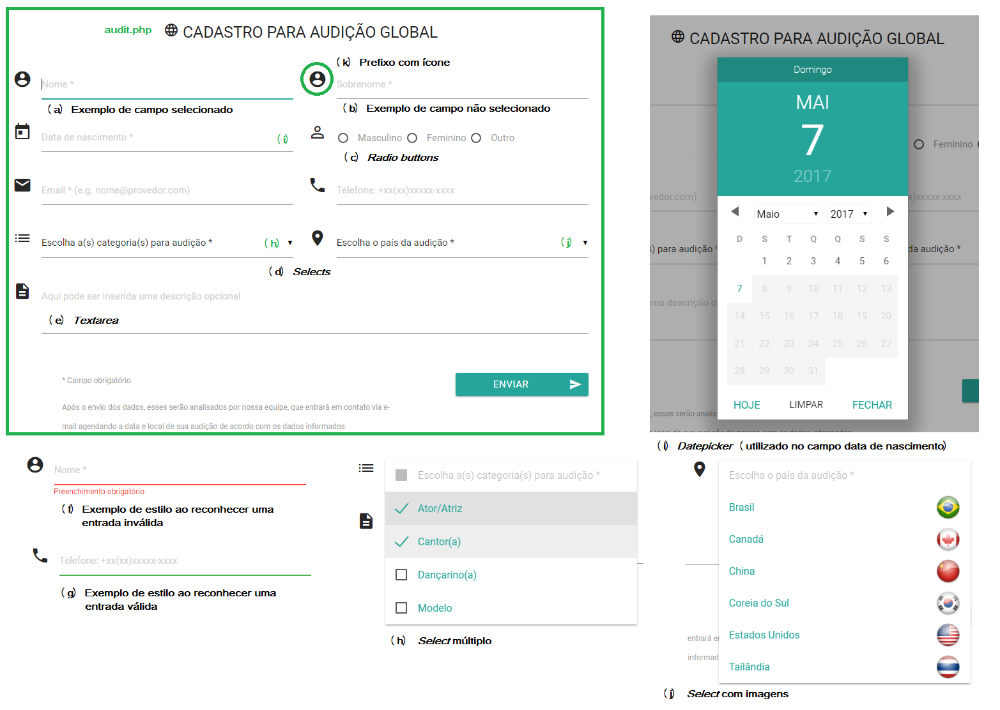 audit.php
CADASTRO PARA AUDIÇÃO GLOBAL
(k) Prefixo com ícone
Nome *
Sobrenome *
(a) Exemplo de campo selecionado
(b) Exemplo de campo não selecionado
Data de nascimento *
(i)
Masculino
Feminino
Outro
(c) Radio buttons
Email * (e.g. nome@provedor.com)
Telefone: +xx(xx)xxxxx-xxxx
Escolha a(s) categoria(s) para audição *
(h)
Escolha o país da audição *
(j)
(d) Selects
Aqui pode ser inserida uma descrição opcional
(e) Textarea
* Campo obrigatório
ENVIAR
Após o envio dos dados, esses serão analisados por nossa equipe, que entrará em contato via e-
mail agendando a data e local de sua audição de acordo com os dados informados.
CADASTRO PARA AUDIÇÃO GLOBAL
Domingo
MAI
7
2017
Feminino
vedor.com)
x)xxxxx-xxxx
Maio
2017
s) para audição *
da audição *
D S T Q Q S S
1 2 3 4 5 6
7 8 9 10 11 12 13
ma descrição o
14 15 16 17 18 19 20
21 22 23 24 25 26 27
28 29 30 31
HOJE
LIMPAR
FECHAR
, esses serão analis
(i) Datepicker (utilizado no campo data de nascimento)
Nome *
Preenchimento obrigatório
(f) Exemplo de estilo ao reconhecer uma
entrada inválida
Telefone: +xx(xx)xxxxx-xxxx
(g) Exemplo de estilo ao reconhecer uma
entrada válida
Escolha a(s) categoria(s) para audição *
Ator/Atriz
Cantor(a)
Dançarino(a)
Modelo
(h) Select múltiplo
Escolha o país da audição *
Brasil
Canadá
China
Coreia do Sul
Estados Unidos
Tailândia
entrará e
informad
(j) Select com imagens